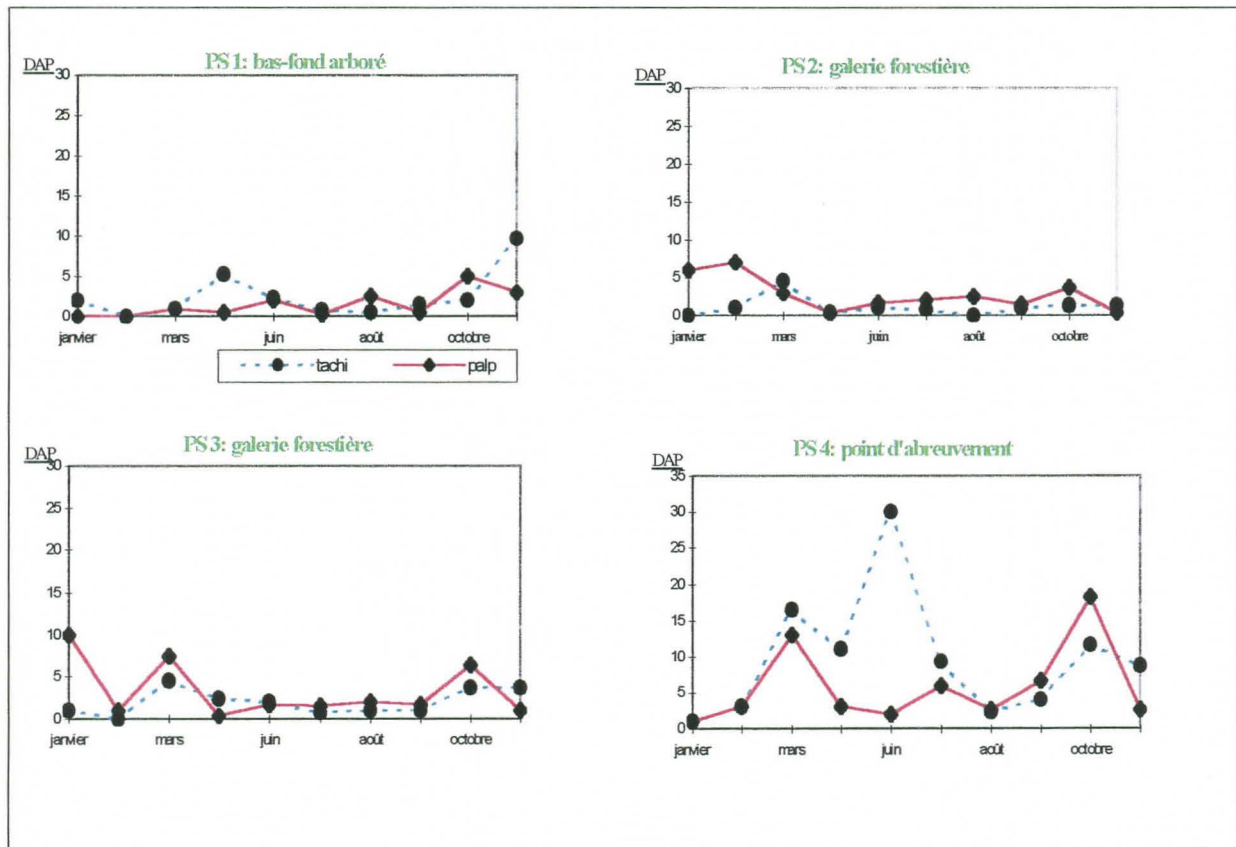 PS 1: bas-fond arboré
DAP
30
25
20
15
10
5
0
janvier mars juin août octobre
tachi palp
PS 2: galerie forestière
DAP
30
25
20
15
10
5
0
janvier mars juin août octobre
PS 3: galerie forestière
DAP
30
25
20
15
10
5
0
janvier mars juin août octobre
PS 4: point d'abreuvement
DAP
35
30
25
20
15
10
5
0
janvier mars juin août octobre